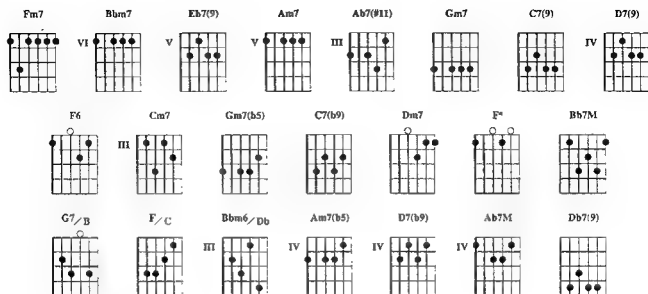 Fm7 Bbm7 Eb7(9) Am7 Ab7(#11) Gm7 C7(9) D7(9)
VI V V III IV
F6 Cm7 Gm7(b5) C7(b9) Dm7 F° Bb7M
III
G7/B F/C Bbm6/Db Am7(b5) D7(b9) Ab7M Db7(9)
III IV IV IV